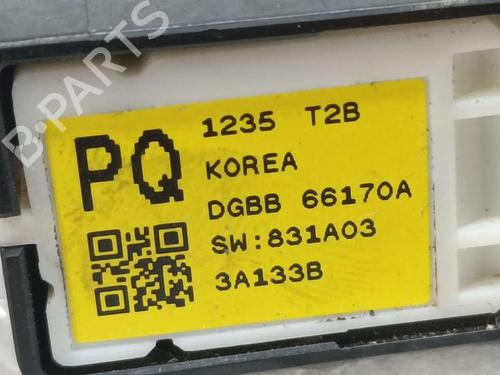 B-PARTS
PQ
1235 T2B
KOREA
DGBB 66170A
SW:831A03
3A133B